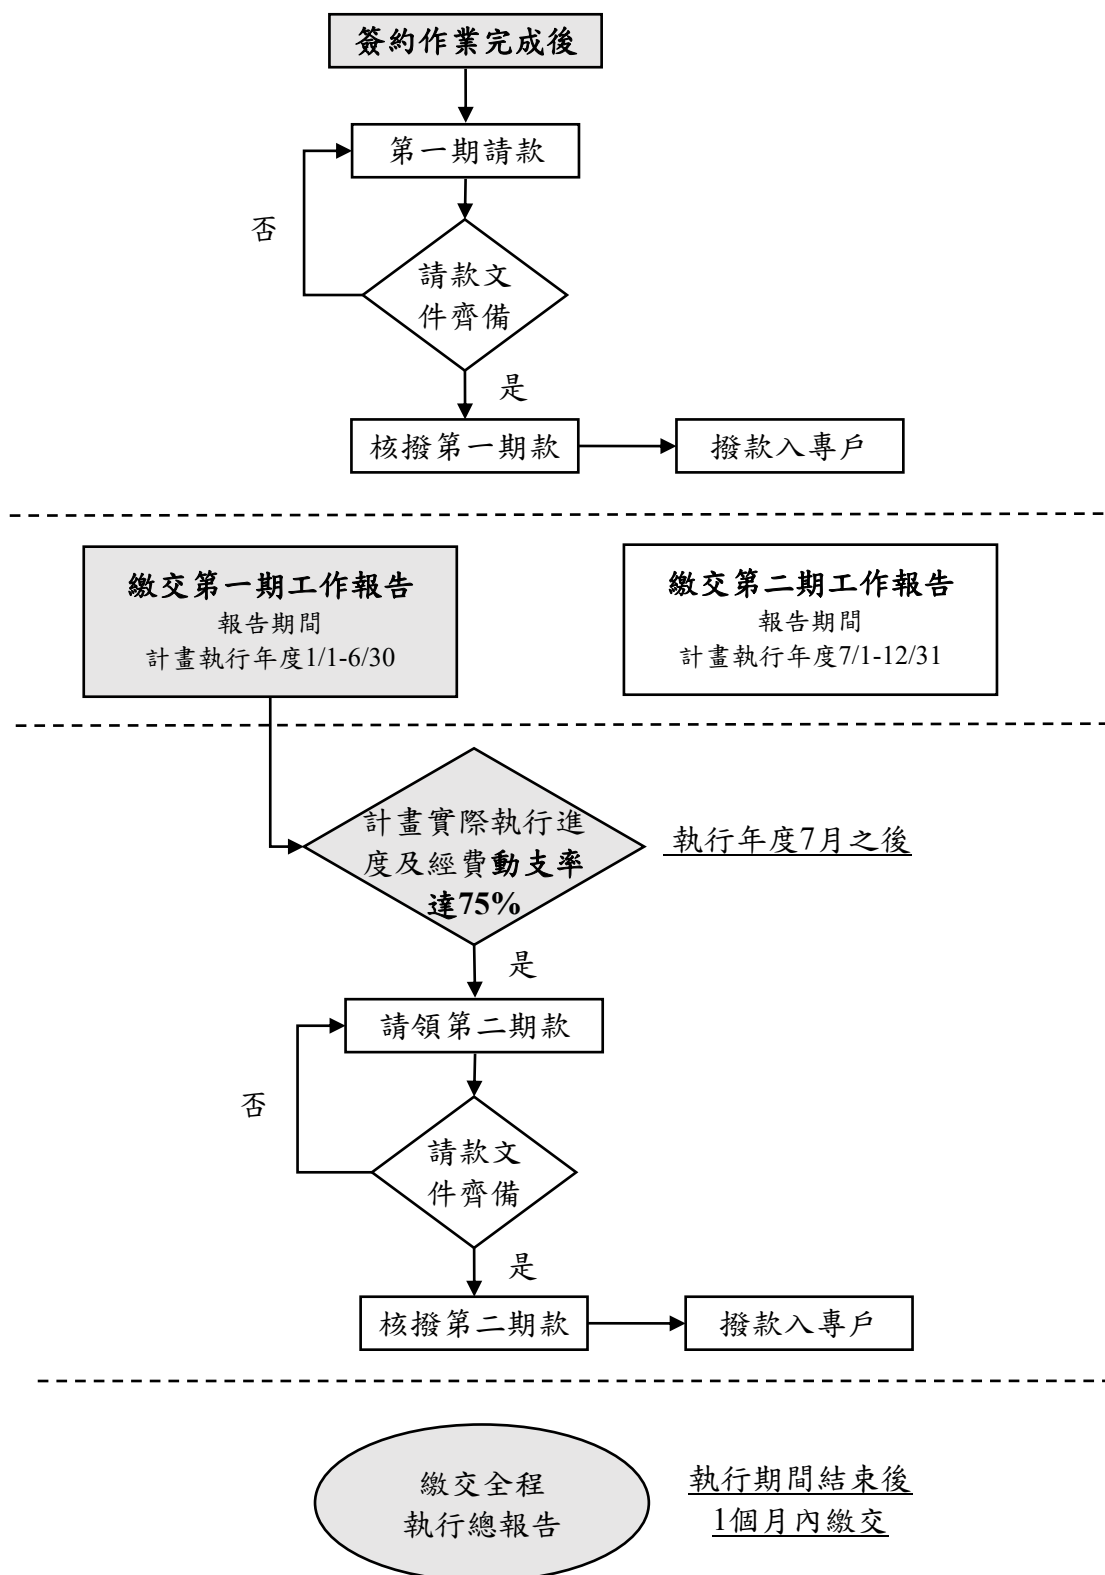 簽約作業完成後
第一期請款
否
請款文
件齊備
是
核撥第一期款
撥款入專戶
繳交第一期工作報告
報告期間
計畫執行年度1/1-6/30
繳交第二期工作報告
報告期間
計畫執行年度7/1-12/31
計畫實際執行進
度及經費動支率
達75%
執行年度7月之後
是
請領第二期款
否
請款文
件齊備
是
核撥第二期款
撥款入專戶
繳交全程
執行總報告
執行期間結束後
1個月內繳交